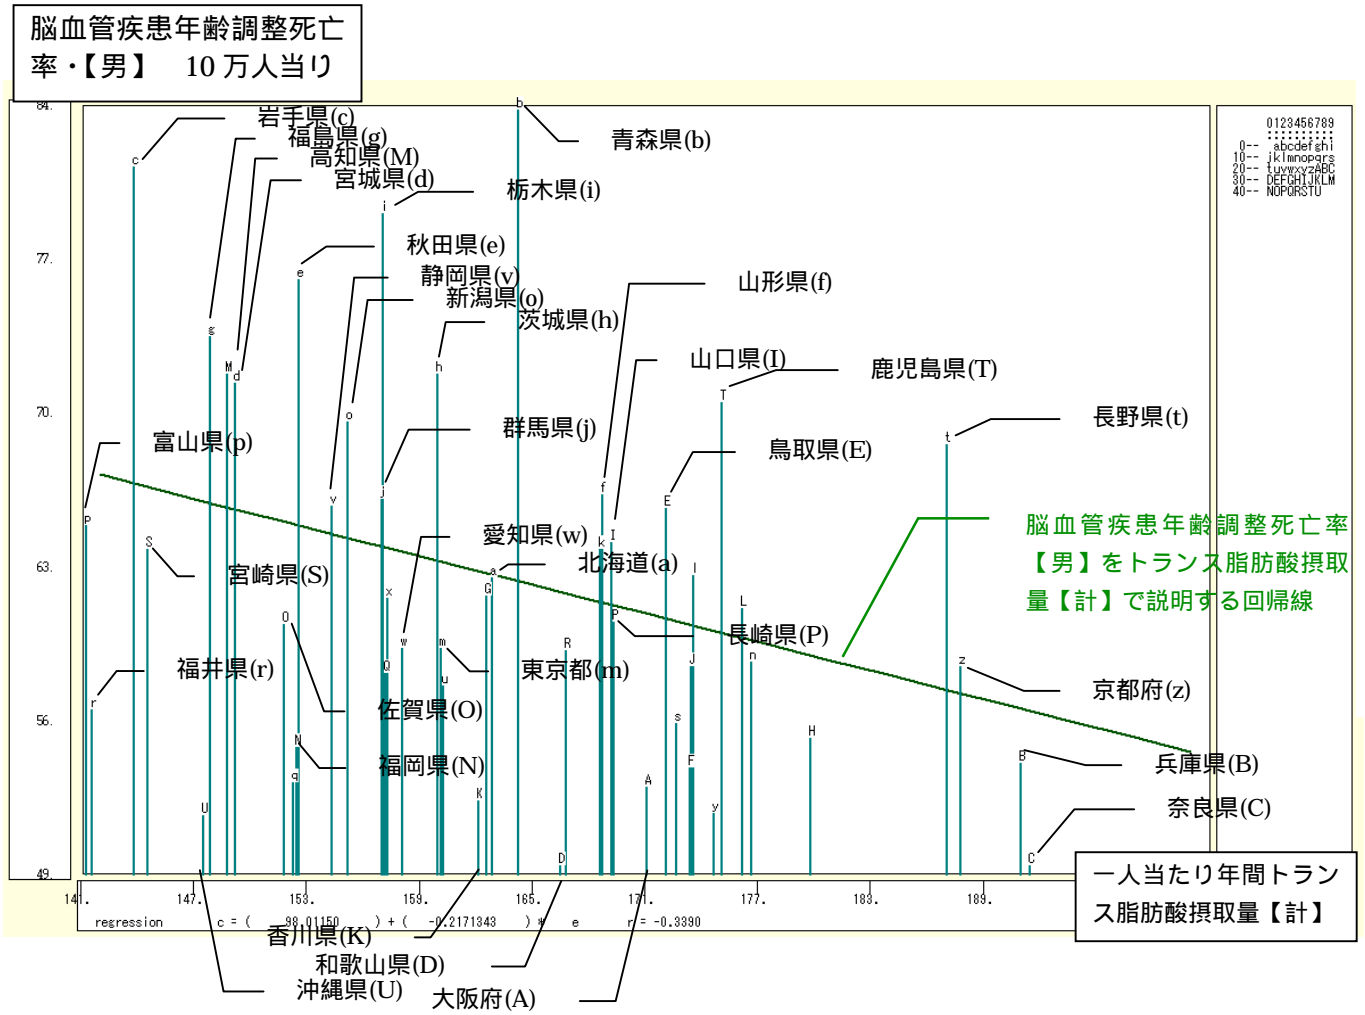 脳血管疾患年齢調整死亡
率・【男】　10 万人当り
84.
77.
70.
63.
56.
49.
岩手県(c)
福島県(g)
高知県(M)
宮城県(d)
青森県(b)
栃木県(i)
秋田県(e)
静岡県(v)
新潟県(o)
茨城県(h)
山形県(f)
山口県(I)
鹿児島県(T)
長野県(t)
群馬県(j)
鳥取県(E)
富山県(p)
愛知県(w)
北海道(a)
宮崎県(S)
長崎県(P)
福井県(r)
東京都(m)
佐賀県(O)
福岡県(N)
京都府(z)
兵庫県(B)
奈良県(C)
脳血管疾患年齢調整死亡率
【男】をトランス脂肪酸摂取
量【計】で説明する回帰線
0123456789
0-- .abcdefghi
10-- jklmnopqrs
20-- tuvwxyzABC
30-- DEFGHIJKLM
40-- NOPQRSTU
b
c
i
e
g
M
d
h
T
o
t
j
f
v
E
P
I
S
k
a
l
G
x
L
O
P
w
m
R
n
Q
J
z
u
r
s
H
N
F
B
q
A
K
U
y
D
C
141.
147.
153.
159.
165.
171.
177.
183.
189.
一人当たり年間トラン
ス脂肪酸摂取量【計】
regression c = ( 98.01150 ) + ( -0.2171343 ) * e r = -0.3390
香川県(K)
和歌山県(D)
沖縄県(U)
大阪府(A)